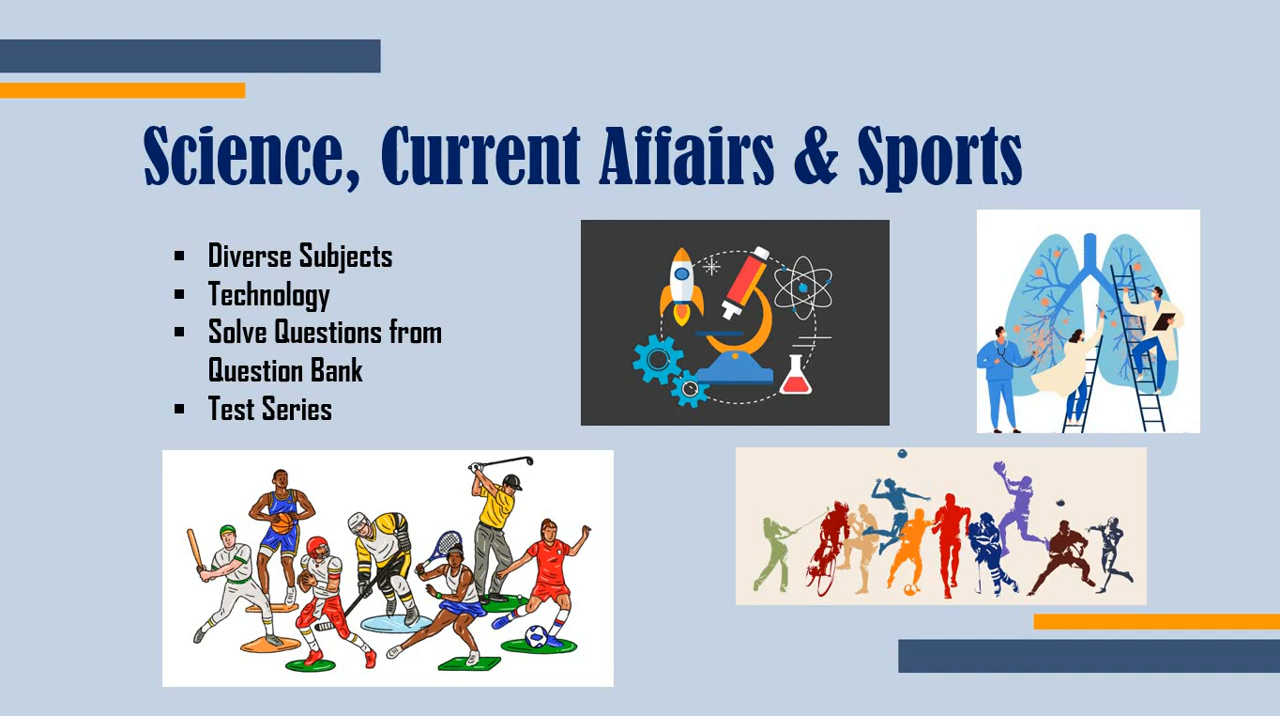 Science, Current Affairs & Sports
▪ Diverse Subjects
▪ Technology
▪ Solve Questions from
Question Bank
▪ Test Series